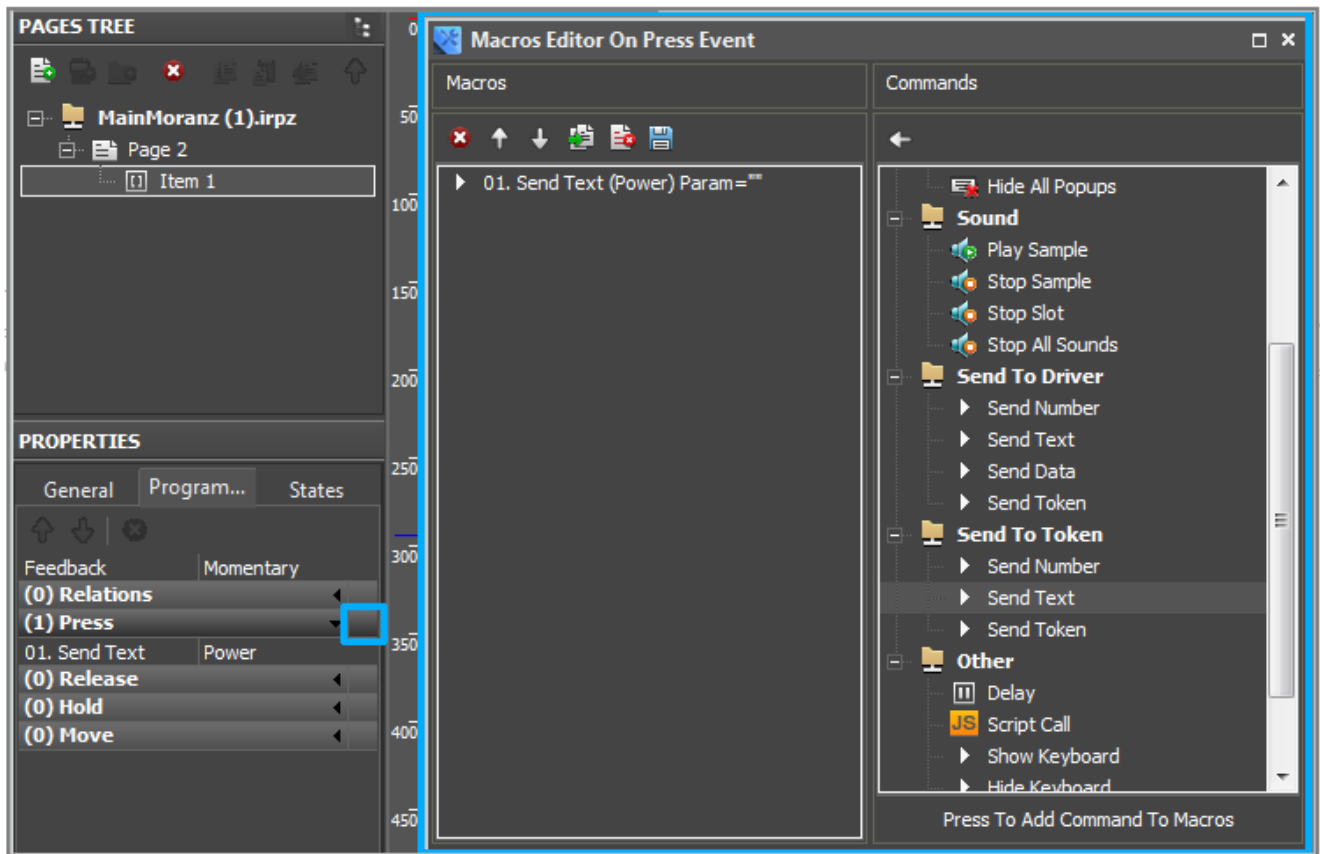 PAGES TREE
MainMoranz (1).irpz
Page 2
Item 1
PROPERTIES
General Program... States
Feedback Momentary
(0) Relations
(1) Press
01. Send Text Power
(0) Release
(0) Hold
(0) Move
0
50
100
150
200
250
300
350
400
450
Macros Editor On Press Event
Macros
01. Send Text (Power) Param=""
Commands
Hide All Popups
Sound
Play Sample
Stop Sample
Stop Slot
Stop All Sounds
Send To Driver
Send Number
Send Text
Send Data
Send Token
Send To Token
Send Number
Send Text
Send Token
Other
Delay
JS Script Call
Show Keyboard
Hide Keyboard
Press To Add Command To Macros